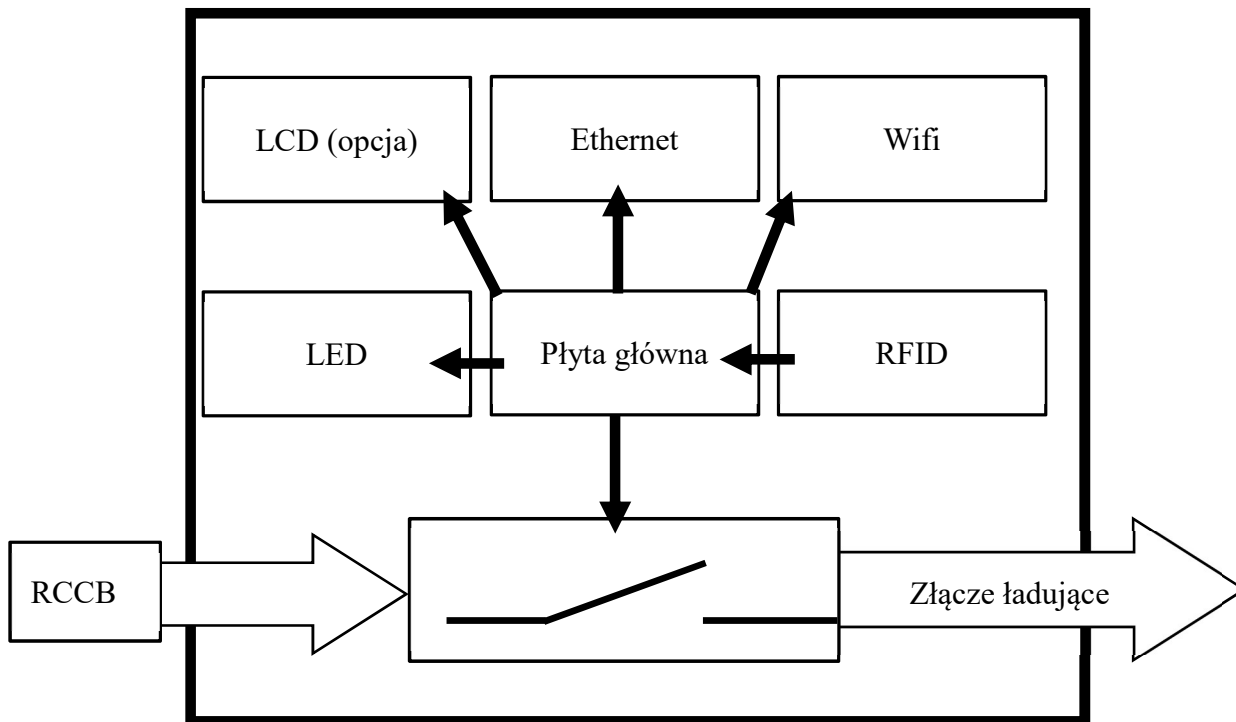 LCD (opcja)
Ethernet
Wifi
LED
Płyta główna
RFID
RCCB
Złącze ładujące